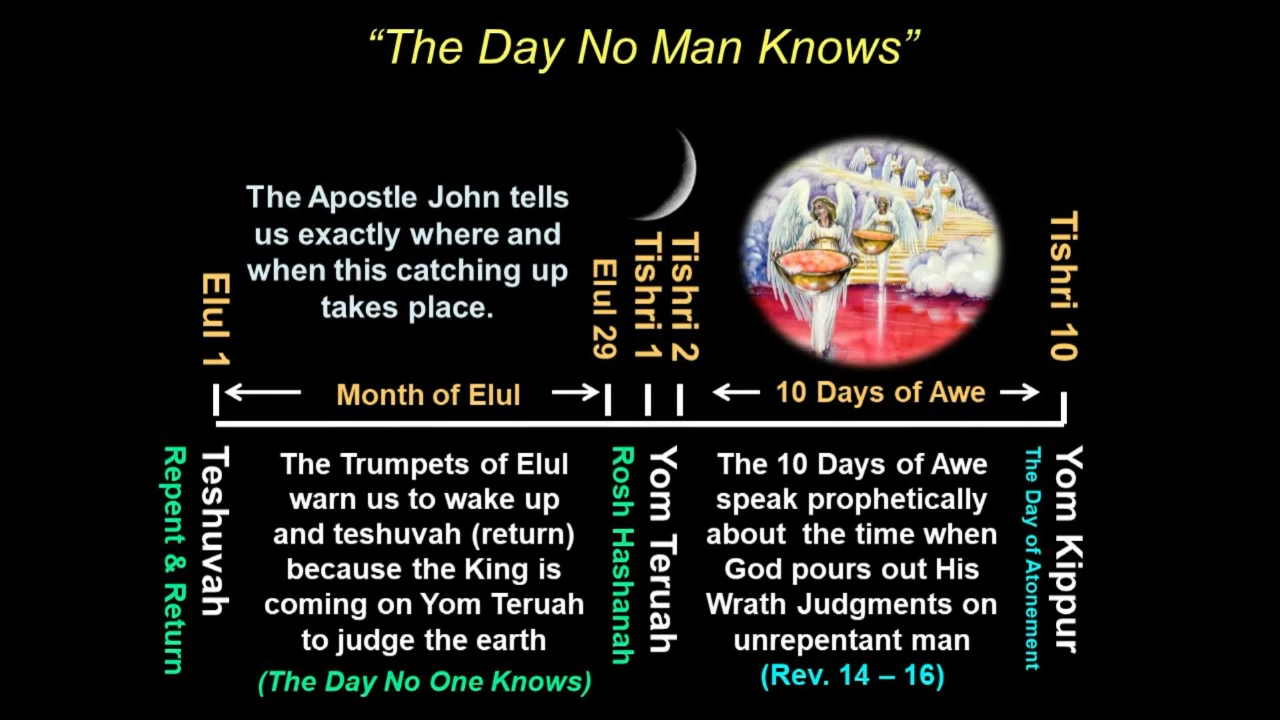 “The Day No Man Knows”
The Apostle John tells
us exactly where and
when this catching up
takes place.
Elul 1
Elul 29
Tishri 1
Tishri 2
Tishri 10
Month of Elul
10 Days of Awe
Repent & Return
Teshuvah
The Trumpets of Elul
warn us to wake up
and teshuvah (return)
because the King is
coming on Yom Teruah
to judge the earth
(The Day No One Knows)
Rosh Hashanah
Yom Teruah
The 10 Days of Awe
speak prophetically
about the time when
God pours out His
Wrath Judgments on
unrepentant man
(Rev. 14 – 16)
The Day of Atonement
Yom Kippur